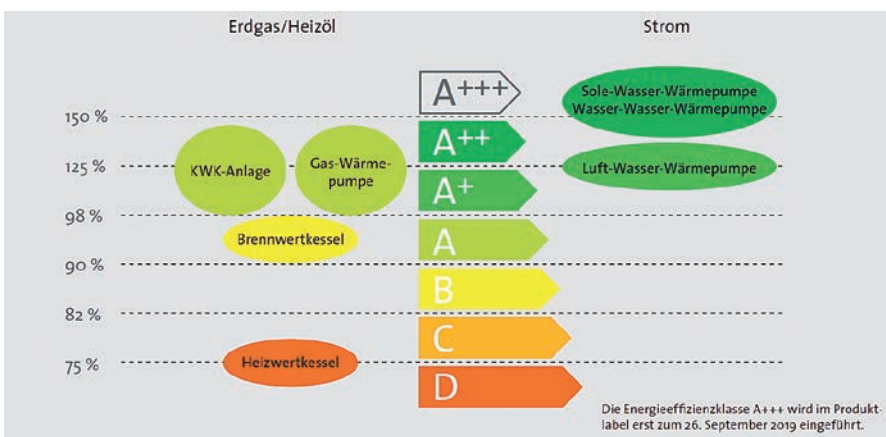 Erdgas/Heizöl
Strom
A+++
Sole-Wasser-Wärmepumpe
Wasser-Wasser-Wärmepumpe
150 %
A++
KWK-Anlage
Gas-Wärme-
pumpe
125 %
Luft-Wasser-Wärmepumpe
A+
98 %
Brennwertkessel
A
90 %
B
82 %
C
Heizwertkessel
75 %
D
Die Energieeffizienzklasse A+++ wird im Produkt-
label erst zum 26. September 2019 eingeführt.